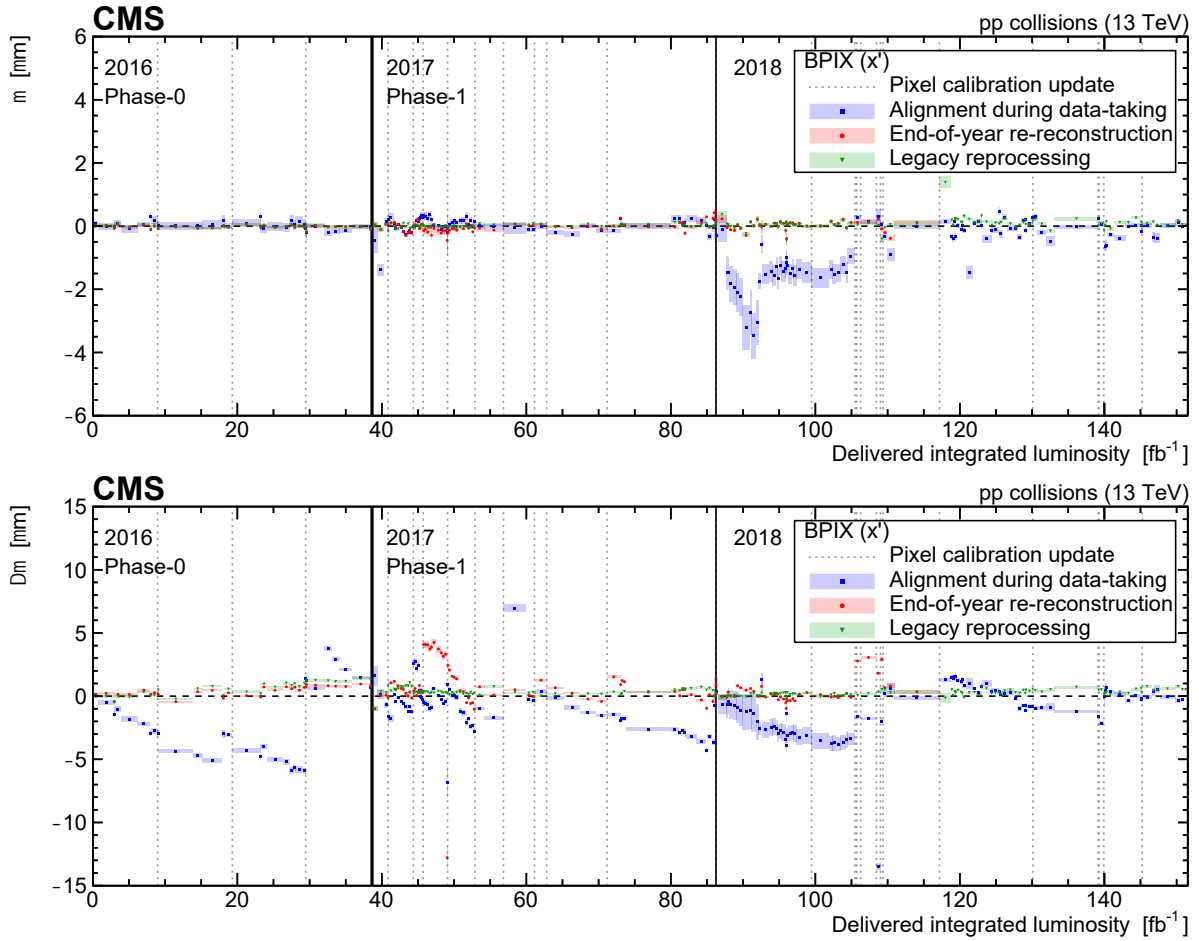 CMS
pp collisions (13 TeV)
m [mm]
6
4
2
0
−2
−4
−6
2016
Phase-0
2017
Phase-1
2018
BPIX (x')
Pixel calibration update
Alignment during data-taking
End-of-year re-reconstruction
Legacy reprocessing
0 20 40 60 80 100 120 140
Delivered integrated luminosity [fb⁻¹]
CMS
pp collisions (13 TeV)
Dm [mm]
15
10
5
0
−5
−10
−15
2016
Phase-0
2017
Phase-1
2018
BPIX (x')
Pixel calibration update
Alignment during data-taking
End-of-year re-reconstruction
Legacy reprocessing
0 20 40 60 80 100 120 140
Delivered integrated luminosity [fb⁻¹]